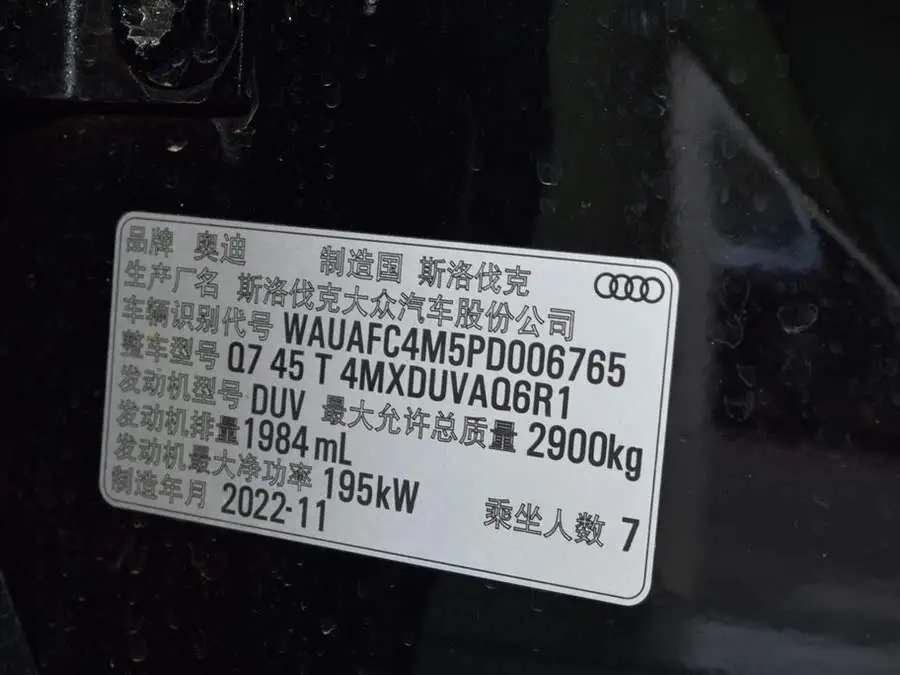 品牌 奥迪 制造国 斯洛伐克
生产厂名 斯洛伐克大众汽车股份公司
车辆识别代号 WAUAFC4M5PD006765
整车型号 Q7 45 T 4MXDUVAQ6R1
发动机型号 DUV 最大允许总质量 2900kg
发动机排量 1984 mL
发动机最大净功率 195kW
制造年月 2022-11 乘坐人数 7